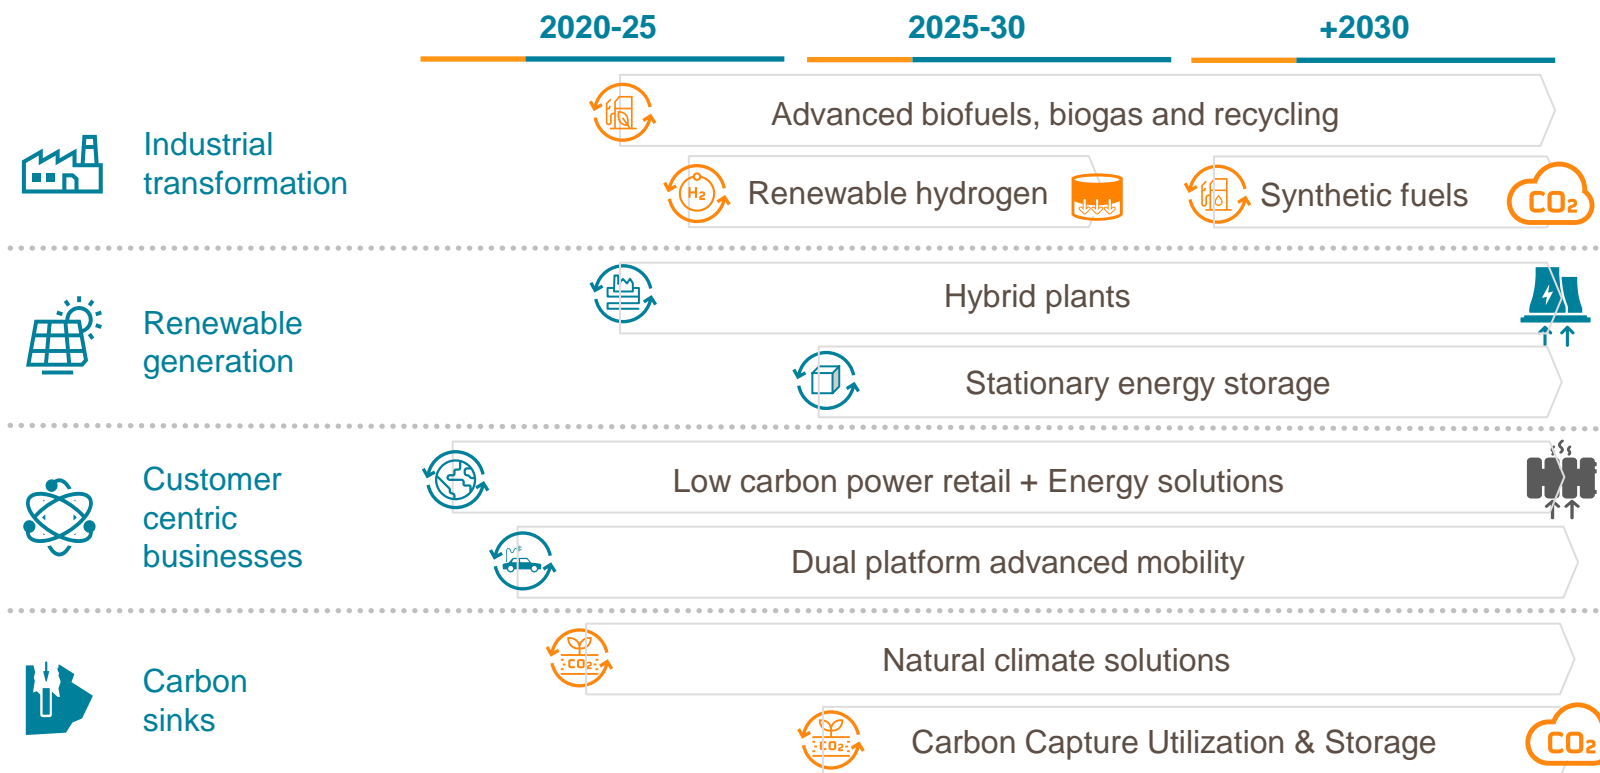 2020-25
2025-30
+2030
Industrial
transformation
Advanced biofuels, biogas and recycling
H₂
Renewable hydrogen
Synthetic fuels
CO₂
Renewable
generation
Hybrid plants
Stationary energy storage
Customer
centric
businesses
Low carbon power retail + Energy solutions
Dual platform advanced mobility
Carbon
sinks
CO₂
Natural climate solutions
CO₂
Carbon Capture Utilization & Storage
CO₂